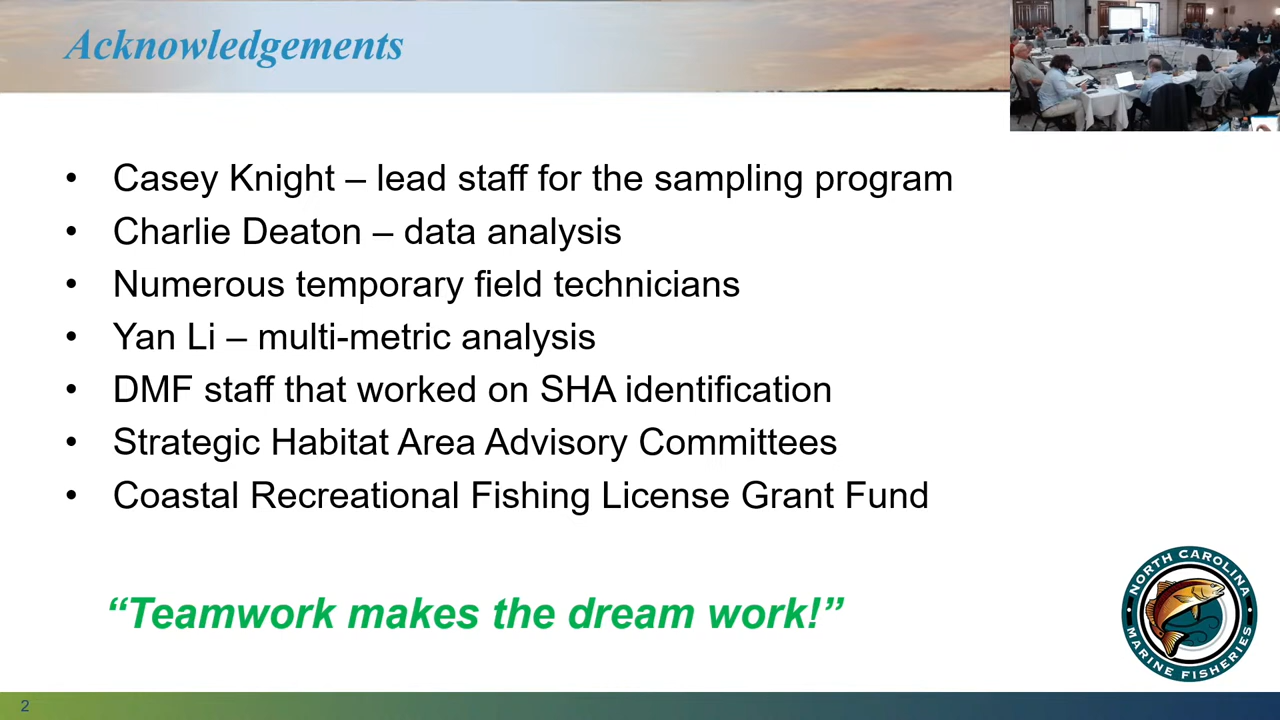 Acknowledgements
• Casey Knight – lead staff for the sampling program
• Charlie Deaton – data analysis
• Numerous temporary field technicians
• Yan Li – multi-metric analysis
• DMF staff that worked on SHA identification
• Strategic Habitat Area Advisory Committees
• Coastal Recreational Fishing License Grant Fund
“Teamwork makes the dream work!”
NORTH CAROLINA
MARINE FISHERIES
2